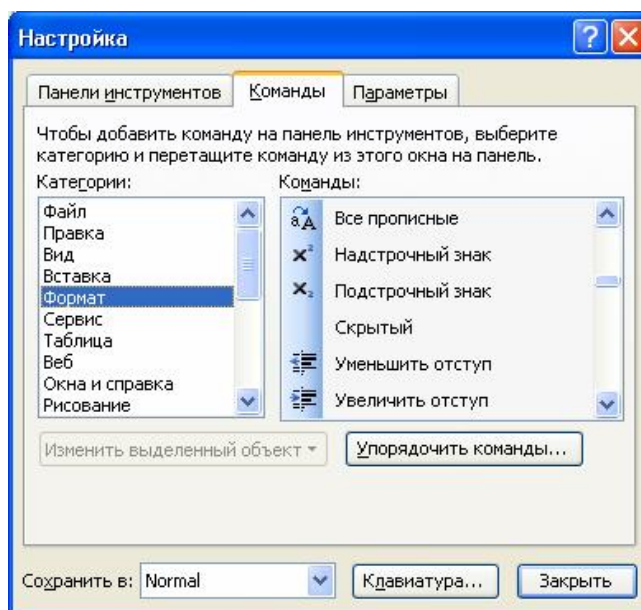 Настройка
Панели инструментов Команды Параметры
Чтобы добавить команду на панель инструментов, выберите
категорию и перетащите команду из этого окна на панель.
Категории: Команды:
Файл
Правка
Вид
Вставка
Формат
Сервис
Таблица
Веб
Окна и справка
Рисование
Все прописные
Надстрочный знак
Подстрочный знак
Скрытый
Уменьшить отступ
Увеличить отступ
Изменить выделенный объект Упорядочить команды...
Сохранить в: Normal Клавиатура... Закрыть